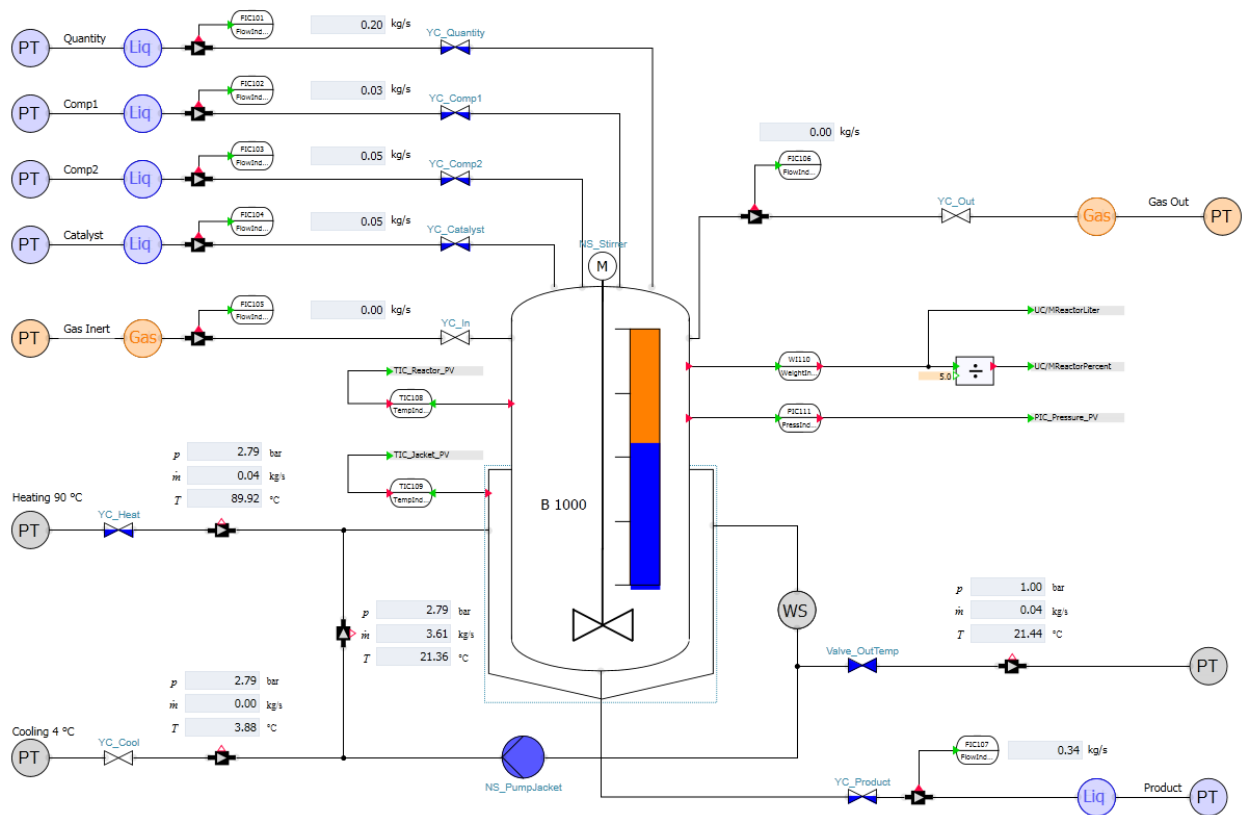 FIC101
FlowInd...
0.20 kg/s
PT
Quantity
Liq
YC_Quantity
FIC102
FlowInd...
0.03 kg/s
PT
Comp1
Liq
YC_Comp1
FIC103
FlowInd...
0.05 kg/s
PT
Comp2
Liq
YC_Comp2
FIC104
FlowInd...
0.05 kg/s
PT
Catalyst
Liq
YC_Catalyst
0.00 kg/s
FIC106
FlowInd...
YC_Out
Gas
Gas Out
PT
NS_Stirrer
M
FIC105
FlowInd...
0.00 kg/s
PT
Gas Inert
Gas
YC_In
UC/MReactorLiter
WI110
WeightIn...
5.0
÷
UC/MReactorPercent
TIC_Reactor_PV
TIC108
TempInd...
PIC111
PressInd...
PIC_Pressure_PV
TIC_Jacket_PV
TIC109
TempInd...
p 2.79 bar
ṁ 0.04 kg/s
T 89.92 °C
Heating 90 °C
PT
YC_Heat
B 1000
p 2.79 bar
ṁ 3.61 kg/s
T 21.36 °C
WS
p 1.00 bar
ṁ 0.04 kg/s
T 21.44 °C
Valve_OutTemp
PT
p 2.79 bar
ṁ 0.00 kg/s
T 3.88 °C
Cooling 4 °C
PT
YC_Cool
NS_PumpJacket
FIC107
FlowInd...
0.34 kg/s
YC_Product
Liq
Product
PT